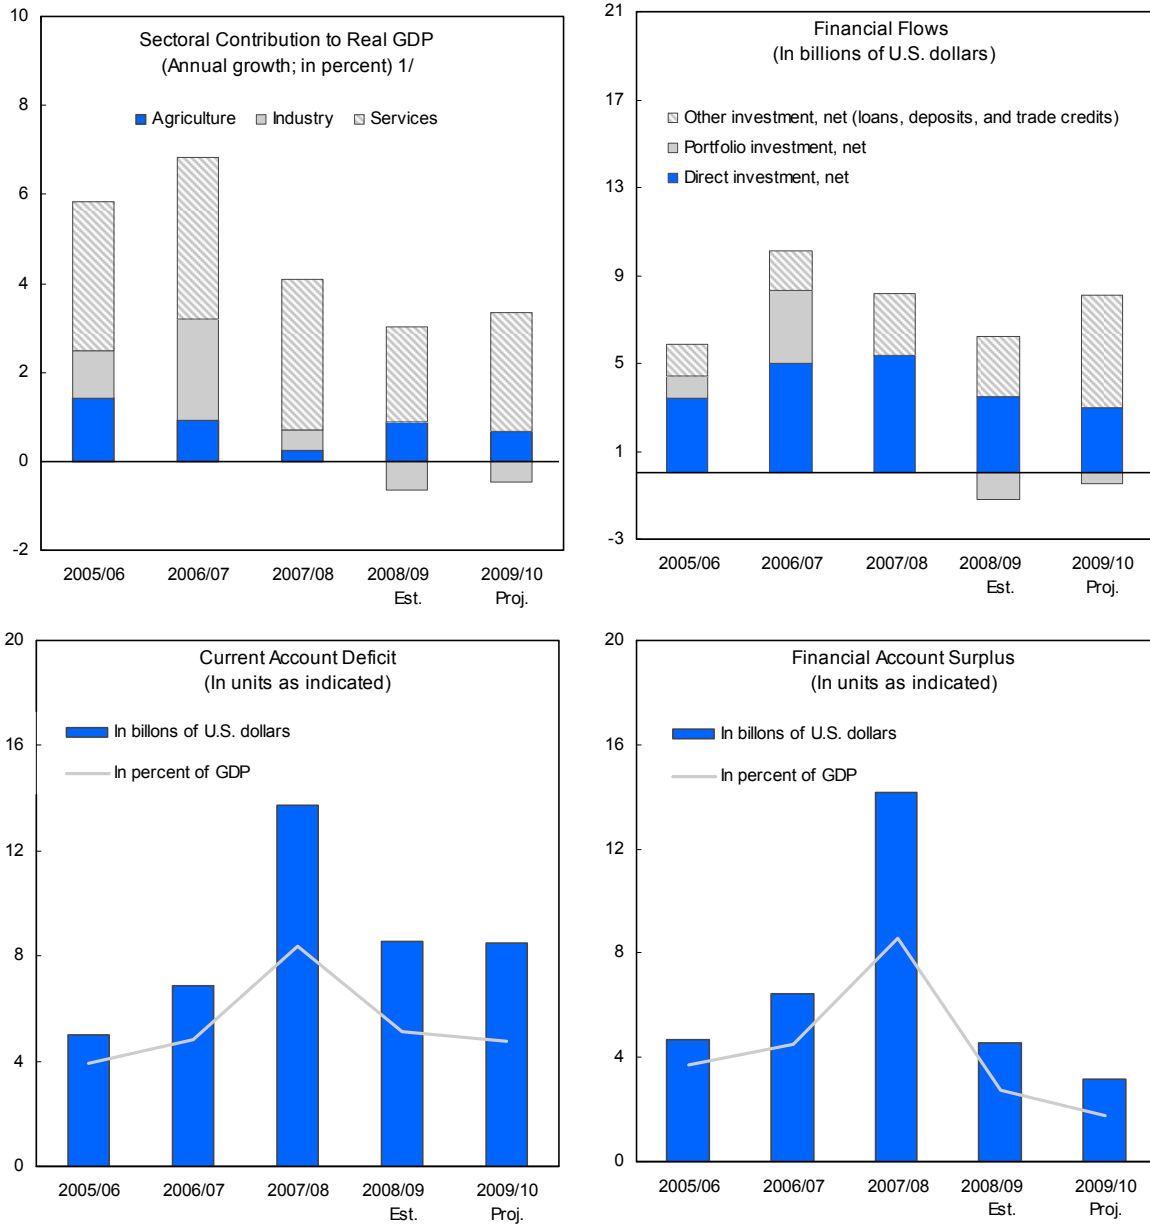 Sectoral Contribution to Real GDP
(Annual growth; in percent) 1/
Agriculture Industry Services
10
8
6
4
2
0
-2
2005/06 2006/07 2007/08 2008/09 2009/10
Est. Proj.
Financial Flows
(In billions of U.S. dollars)
Other investment, net (loans, deposits, and trade credits)
Portfolio investment, net
Direct investment, net
21
17
13
9
5
1
-3
2005/06 2006/07 2007/08 2008/09 2009/10
Est. Proj.
Current Account Deficit
(In units as indicated)
In billons of U.S. dollars
In percent of GDP
20
16
12
8
4
0
2005/06 2006/07 2007/08 2008/09 2009/10
Est. Proj.
Financial Account Surplus
(In units as indicated)
In billons of U.S. dollars
In percent of GDP
20
16
12
8
4
0
2005/06 2006/07 2007/08 2008/09 2009/10
Est. Proj.